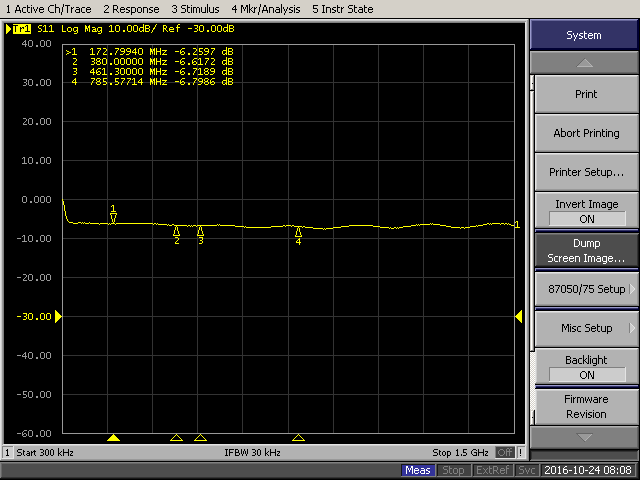 1 Active Ch/Trace 2 Response 3 Stimulus 4 Mkr/Analysis 5 Instr State
Tr1 S11 Log Mag 10.00dB/ Ref -30.00dB
40.00
>1 172.79940 MHz -6.2597 dB
2 380.00000 MHz -6.6172 dB
3 461.30000 MHz -6.7189 dB
4 785.57714 MHz -6.7986 dB
30.00
20.00
10.00
0.000
-10.00
-20.00
-30.00
-40.00
-50.00
-60.00
1
2
3
4
1
1 Start 300 kHz IFBW 30 kHz Stop 1.5 GHz Off !
System
Print
Abort Printing
Printer Setup...
Invert Image
ON
Dump
Screen Image...
87050/75 Setup
Misc Setup
Backlight
ON
Firmware
Revision
Meas Stop ExtRef Svc 2016-10-24 08:08